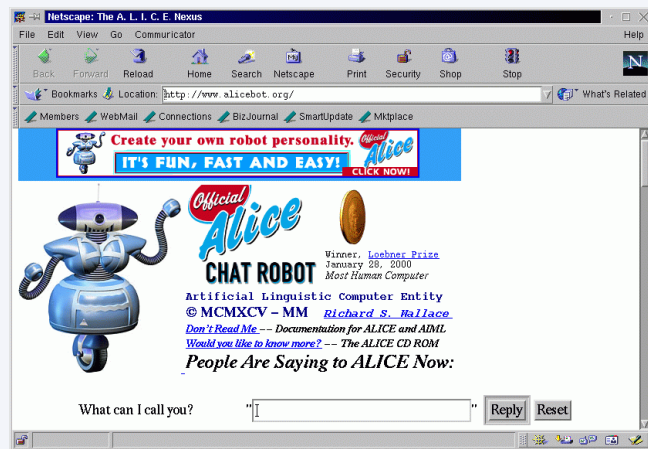 Netscape: The A. L. I. C. E. Nexus
File Edit View Go Communicator Help
Back Forward Reload Home Search Netscape Print Security Shop Stop N
Bookmarks Location: http://www.alicebot.org/ What's Related
Members WebMail Connections BizJournal SmartUpdate Mktplace
Create your own robot personality. Official Alice
IT'S FUN, FAST AND EASY! CLICK NOW!
Official
Alice
CHAT ROBOT
Winner, Loebner Prize
January 28, 2000
Most Human Computer
Artificial Linguistic Computer Entity
© MCMXCV – MM Richard S. Wallace
Don't Read Me -- Documentation for ALICE and AIML
Would you like to know more? -- The ALICE CD ROM
People Are Saying to ALICE Now:
What can I call you? " " Reply Reset